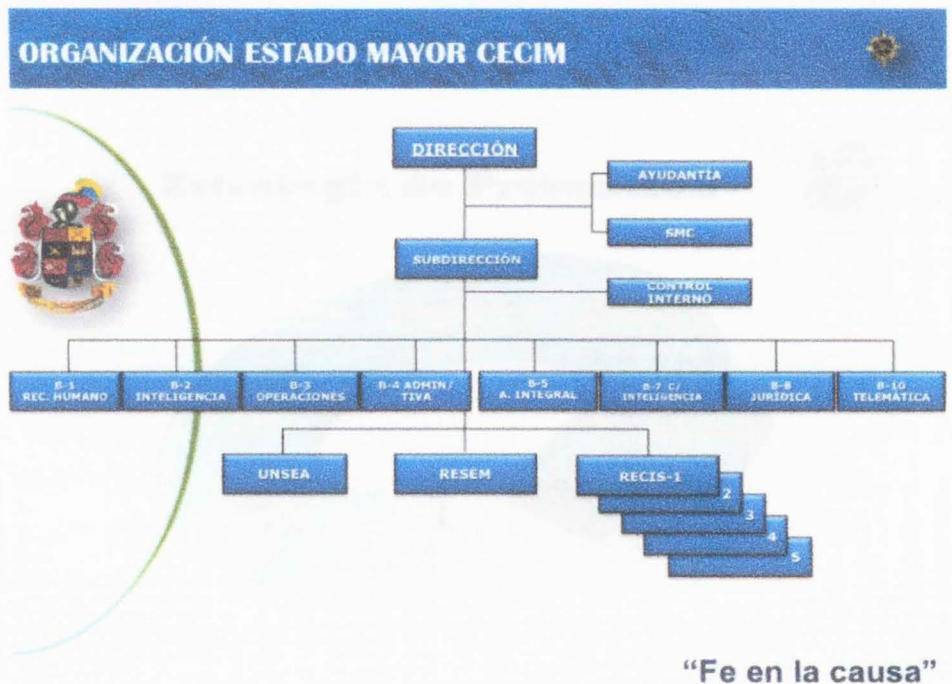 ORGANIZACIÓN ESTADO MAYOR CECIM
DIRECCIÓN
AYUDANTÍA
SMC
SUBDIRECCIÓN
CONTROL
INTERNO
B-1
REC. HUMANO
B-2
INTELIGENCIA
B-3
OPERACIONES
B-4 ADMIN/
TIVA
B-5
A. INTEGRAL
B-7 C/
INTELIGENCIA
B-8
JURÍDICA
B-10
TELEMÁTICA
UNSEA
RESEM
RECIS-1
2
3
4
5
“Fe en la causa”